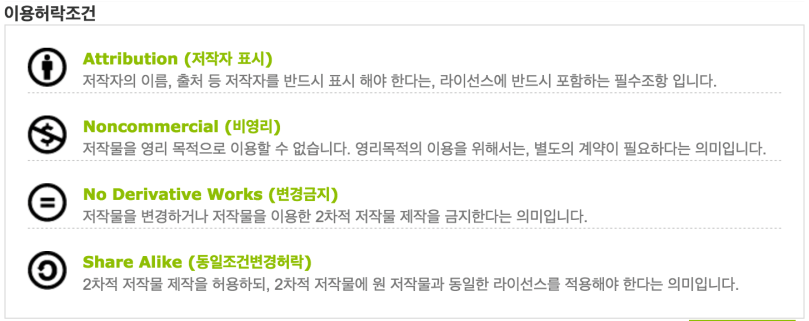 이용허락조건
Attribution (저작자 표시)
저작자의 이름, 출처 등 저작자를 반드시 표시 해야 한다는, 라이선스에 반드시 포함하는 필수조항 입니다.
Noncommercial (비영리)
저작물을 영리 목적으로 이용할 수 없습니다. 영리목적의 이용을 위해서는, 별도의 계약이 필요하다는 의미입니다.
No Derivative Works (변경금지)
저작물을 변경하거나 저작물을 이용한 2차적 저작물 제작을 금지한다는 의미입니다.
Share Alike (동일조건변경허락)
2차적 저작물 제작을 허용하되, 2차적 저작물에 원 저작물과 동일한 라이선스를 적용해야 한다는 의미입니다.